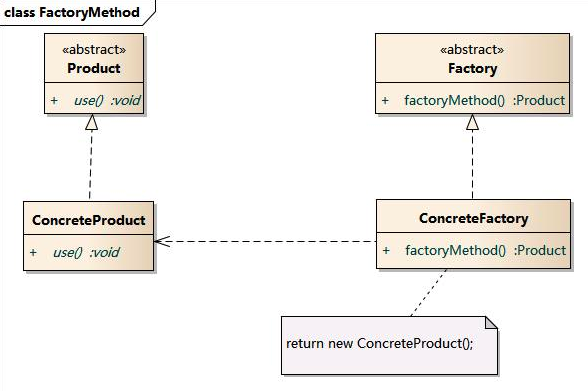 class FactoryMethod
«abstract»
Product
+ use() :void
«abstract»
Factory
+ factoryMethod() :Product
ConcreteProduct
+ use() :void
ConcreteFactory
+ factoryMethod() :Product
return new ConcreteProduct();